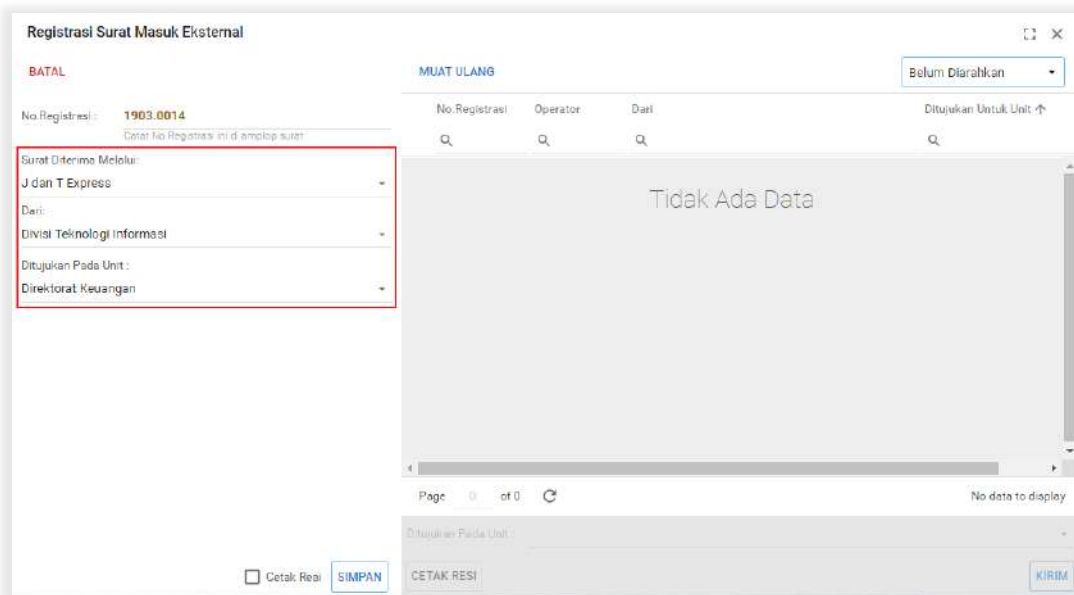 Registrasi Surat Masuk Eksternal
BATAL
MUAT ULANG
Belum Diarahkan
No.Registrasi :
1903.0014
Catat No Registrasi ini di amplop surat
No.Registrasi
Operator
Dari
Ditujukan Untuk Unit ↑
Surat Diterima Melalui:
J dan T Express
Dari:
Divisi Teknologi Informasi
Ditujukan Pada Unit :
Direktorat Keuangan
Tidak Ada Data
Page 0 of 0
No data to display
Ditujukan Pada Unit :
Cetak Resi
SIMPAN
CETAK RESI
KIRIM